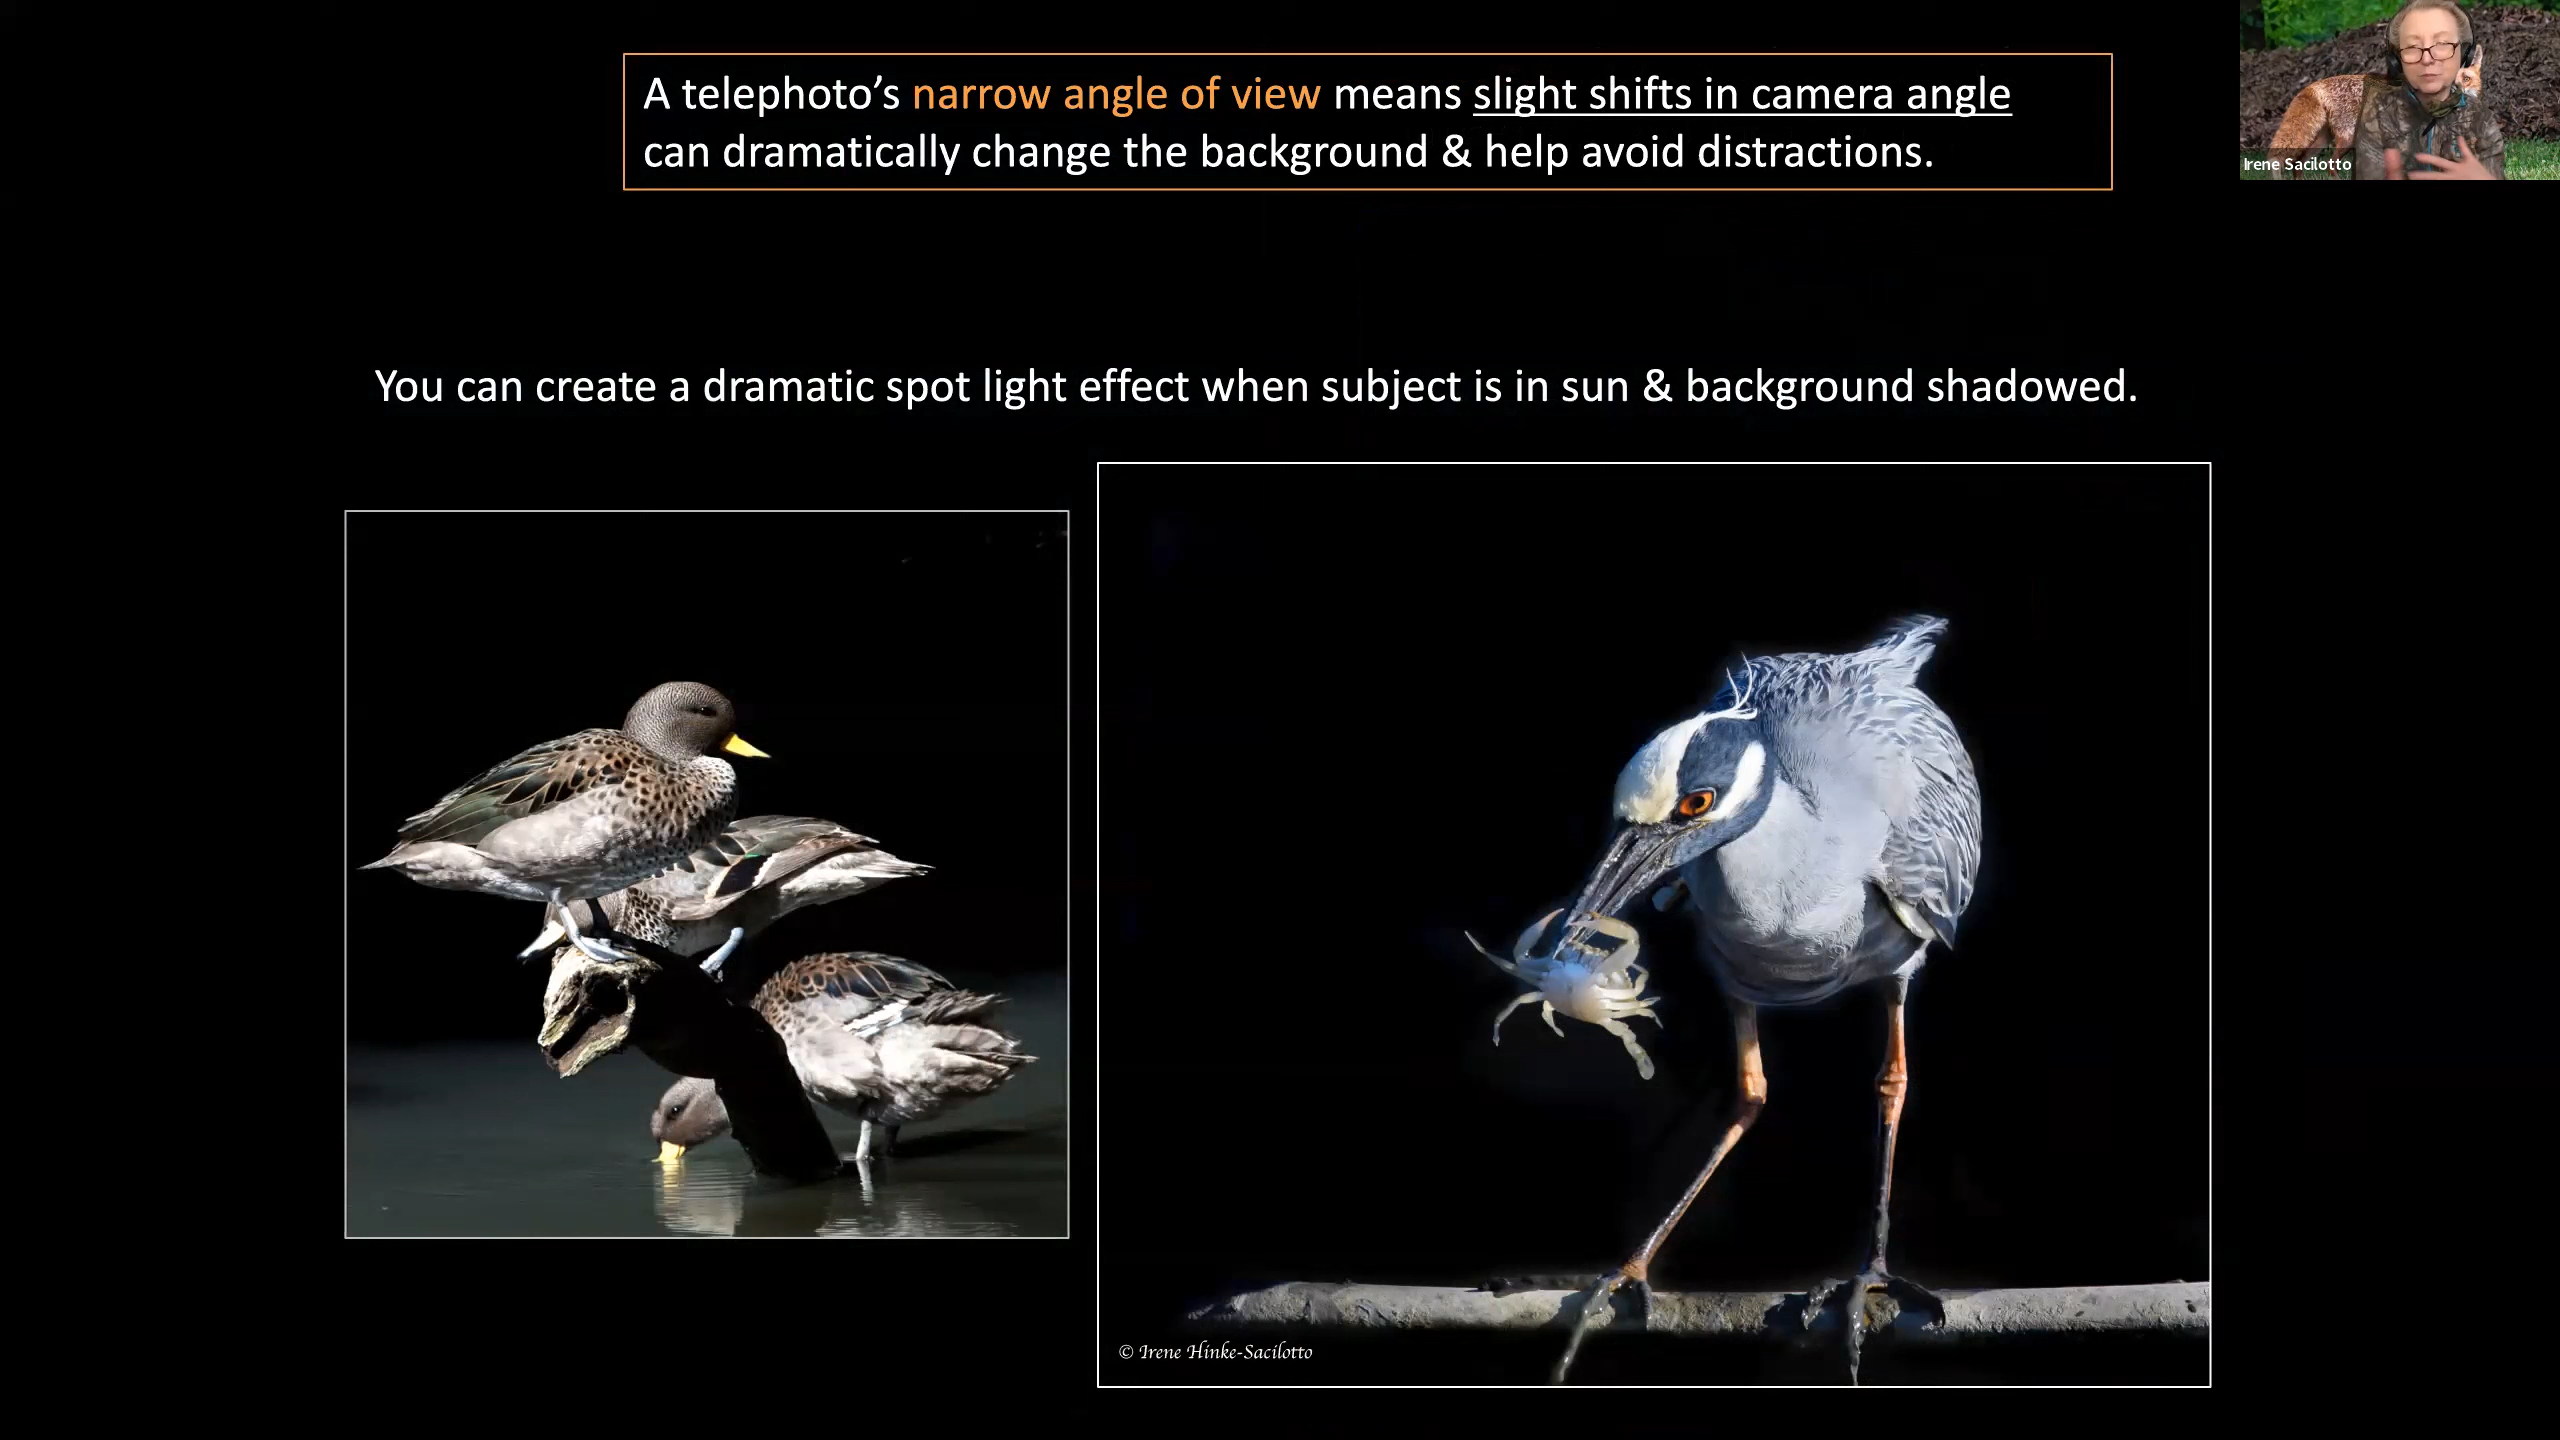 A telephoto’s narrow angle of view means slight shifts in camera angle
can dramatically change the background & help avoid distractions.
Irene Sacilotto
You can create a dramatic spot light effect when subject is in sun & background shadowed.
© Irene Hinke-Sacilotto